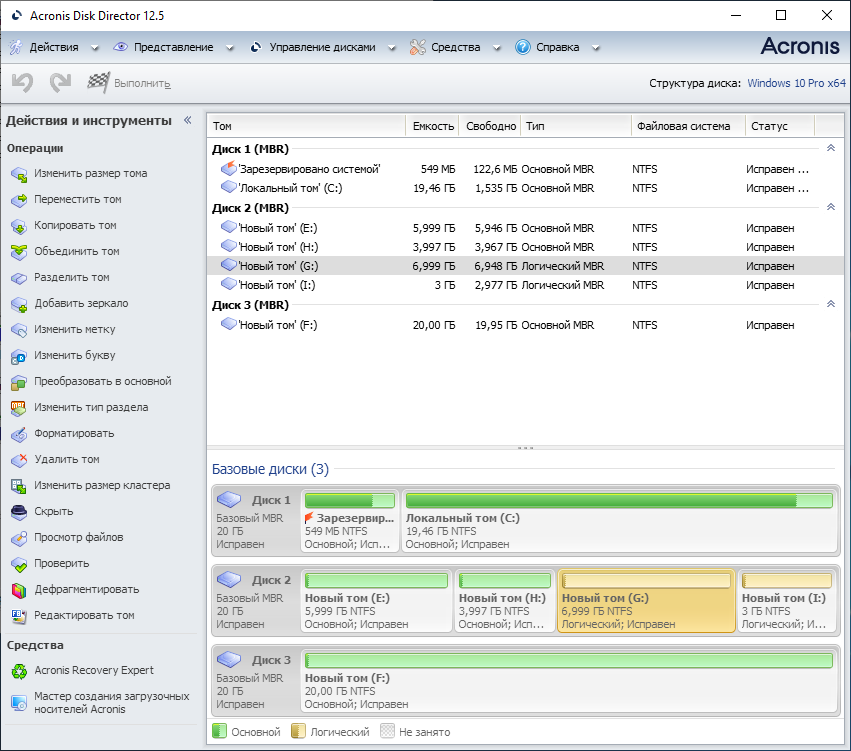 Acronis Disk Director 12.5
Действия Представление Управление дисками Средства Справка Acronis
Выполнить Структура диска: Windows 10 Pro x64
Действия и инструменты «
Операции
Изменить размер тома
Переместить том
Копировать том
Объединить том
Разделить том
Добавить зеркало
Изменить метку
Изменить букву
Преобразовать в основной
Изменить тип раздела
Форматировать
Удалить том
Изменить размер кластера
Скрыть
Просмотр файлов
Проверить
Дефрагментировать
Редактировать том
Средства
Acronis Recovery Expert
Мастер создания загрузочных
носителей Acronis
Том Емкость Свободно Тип Файловая система Статус
Диск 1 (MBR)
'Зарезервировано системой' 549 МБ 122,6 МБ Основной MBR NTFS Исправен ...
'Локальный том' (C:) 19,46 ГБ 1,535 ГБ Основной MBR NTFS Исправен ...
Диск 2 (MBR)
'Новый том' (E:) 5,999 ГБ 5,946 ГБ Основной MBR NTFS Исправен
'Новый том' (H:) 3,997 ГБ 3,967 ГБ Основной MBR NTFS Исправен
'Новый том' (G:) 6,999 ГБ 6,948 ГБ Логический MBR NTFS Исправен
'Новый том' (I:) 3 ГБ 2,977 ГБ Логический MBR NTFS Исправен
Диск 3 (MBR)
'Новый том' (F:) 20,00 ГБ 19,95 ГБ Основной MBR NTFS Исправен
Базовые диски (3)
Диск 1
Базовый MBR
20 ГБ
Исправен
Зарезервир...
549 МБ NTFS
Основной; Исп...
Локальный том (C:)
19,46 ГБ NTFS
Основной; Исправен
Диск 2
Базовый MBR
20 ГБ
Исправен
Новый том (E:)
5,999 ГБ NTFS
Основной; Исправен
Новый том (H:)
3,997 ГБ NTFS
Основной; Исп...
Новый том (G:)
6,999 ГБ NTFS
Логический; Исправен
Новый том (I:)
3 ГБ NTFS
Логический; И...
Диск 3
Базовый MBR
20 ГБ
Исправен
Новый том (F:)
20,00 ГБ NTFS
Основной; Исправен
Основной Логический Не занято